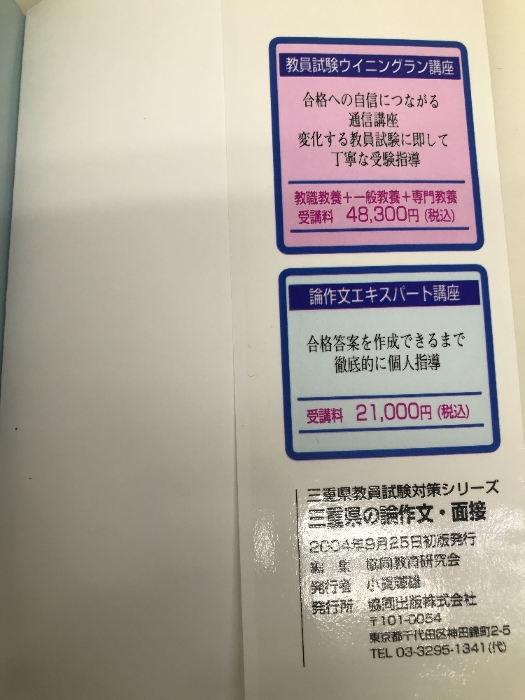 教員試験ウイニングラン講座
合格への自信につながる
通信講座
変化する教員試験に即して
丁寧な受験指導
教職教養＋一般教養＋専門教養
受講料 48,300円（税込）
論作文エキスパート講座
合格答案を作成できるまで
徹底的に個人指導
受講料 21,000円（税込）
三重県教員試験対策シリーズ
三重県の論作文・面接
2004年9月25日初版発行
編 集 協同教育研究会
発行者 小貫
発行所 協同出版株式会社
〒101-0054
東京都千代田区神田錦町2-5
TEL 03-3295-1341（代）